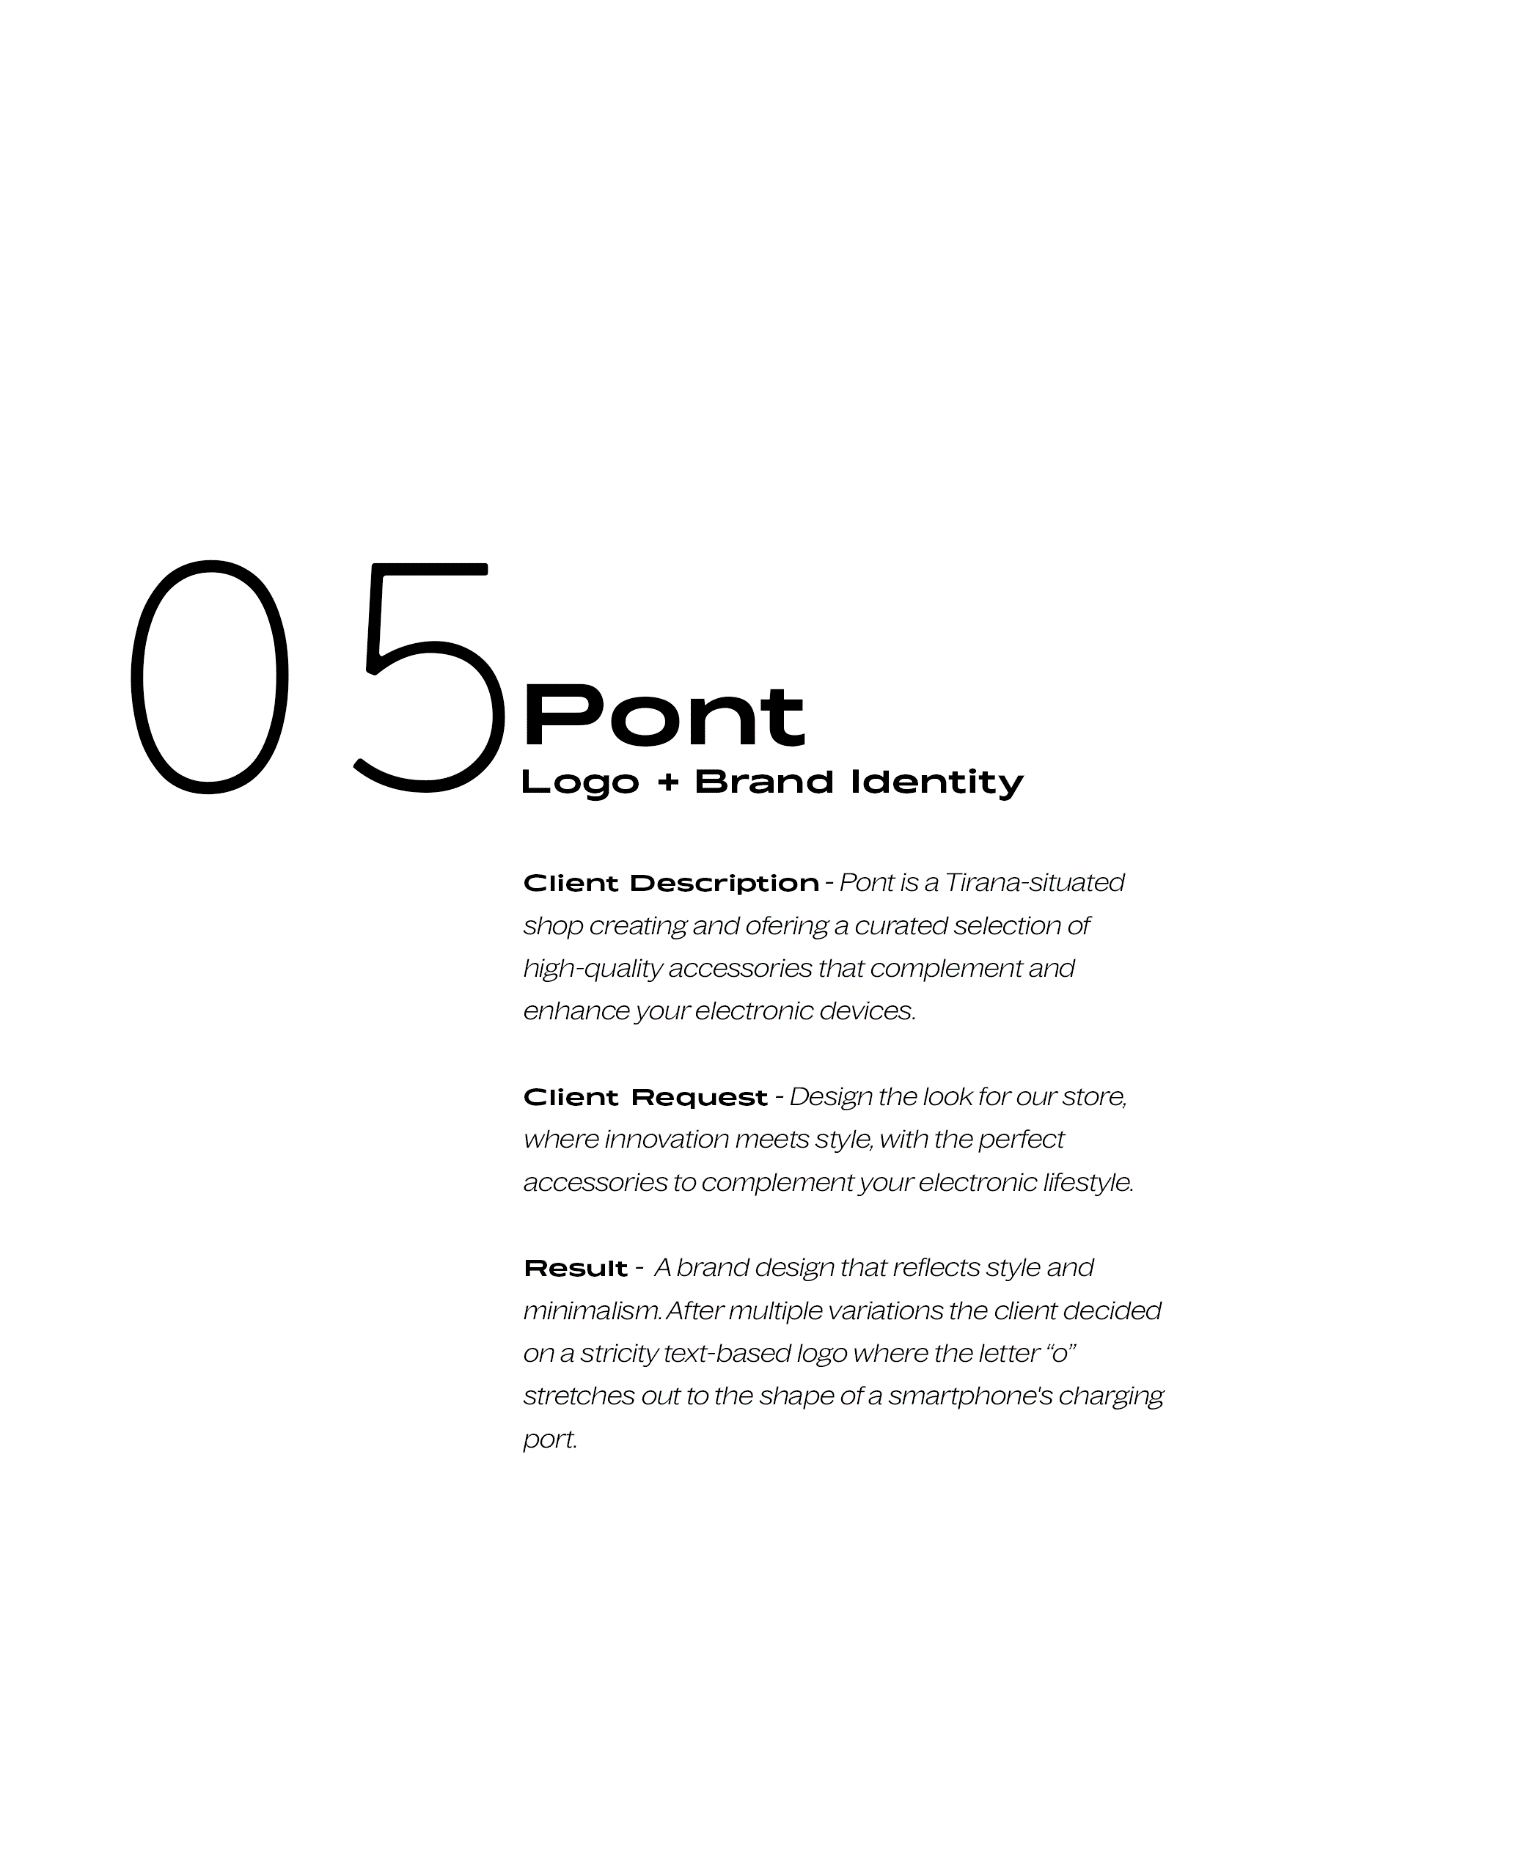 05
Pont
Logo + Brand Identity
Client Description - Pont is a Tirana-situated
shop creating and ofering a curated selection of
high-quality accessories that complement and
enhance your electronic devices.
Client Request - Design the look for our store,
where innovation meets style, with the perfect
accessories to complement your electronic lifestyle.
Result - A brand design that reflects style and
minimalism. After multiple variations the client decided
on a stricity text-based logo where the letter “o”
stretches out to the shape of a smartphone's charging
port.